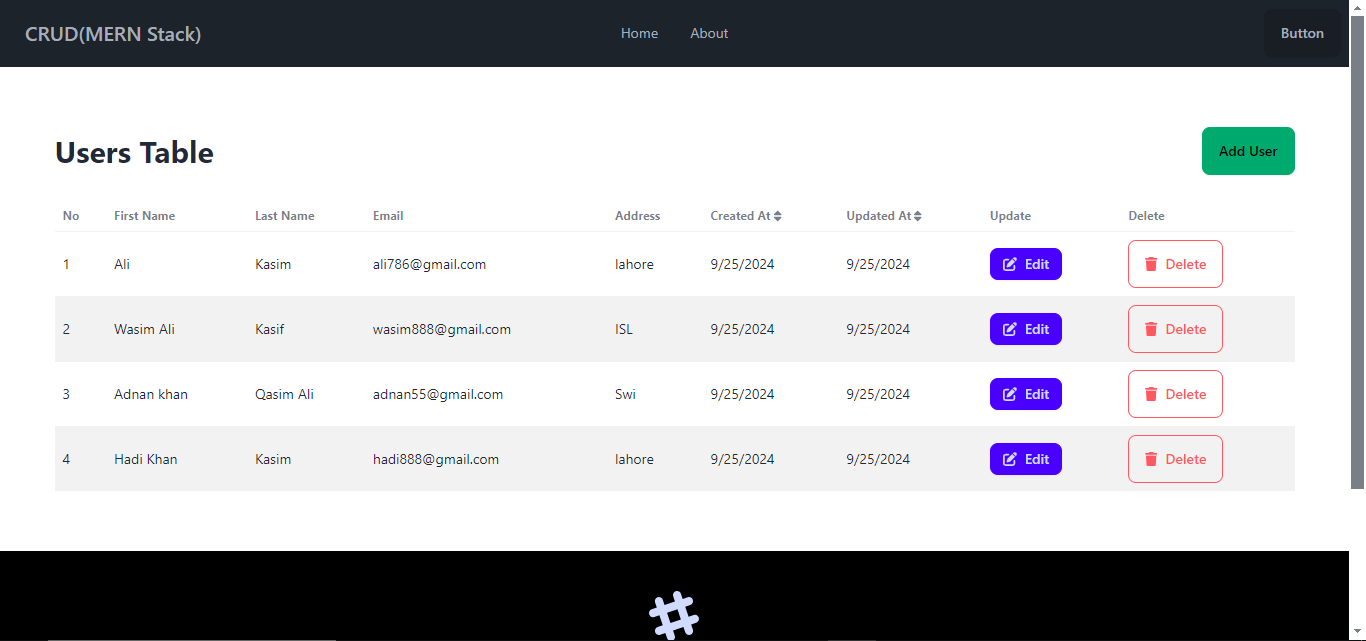 CRUD(MERN Stack) Home About Button
Users Table Add User
No First Name Last Name Email Address Created At Updated At Update Delete
1 Ali Kasim ali786@gmail.com lahore 9/25/2024 9/25/2024 Edit Delete
2 Wasim Ali Kasif wasim888@gmail.com ISL 9/25/2024 9/25/2024 Edit Delete
3 Adnan khan Qasim Ali adnan55@gmail.com Swi 9/25/2024 9/25/2024 Edit Delete
4 Hadi Khan Kasim hadi888@gmail.com lahore 9/25/2024 9/25/2024 Edit Delete